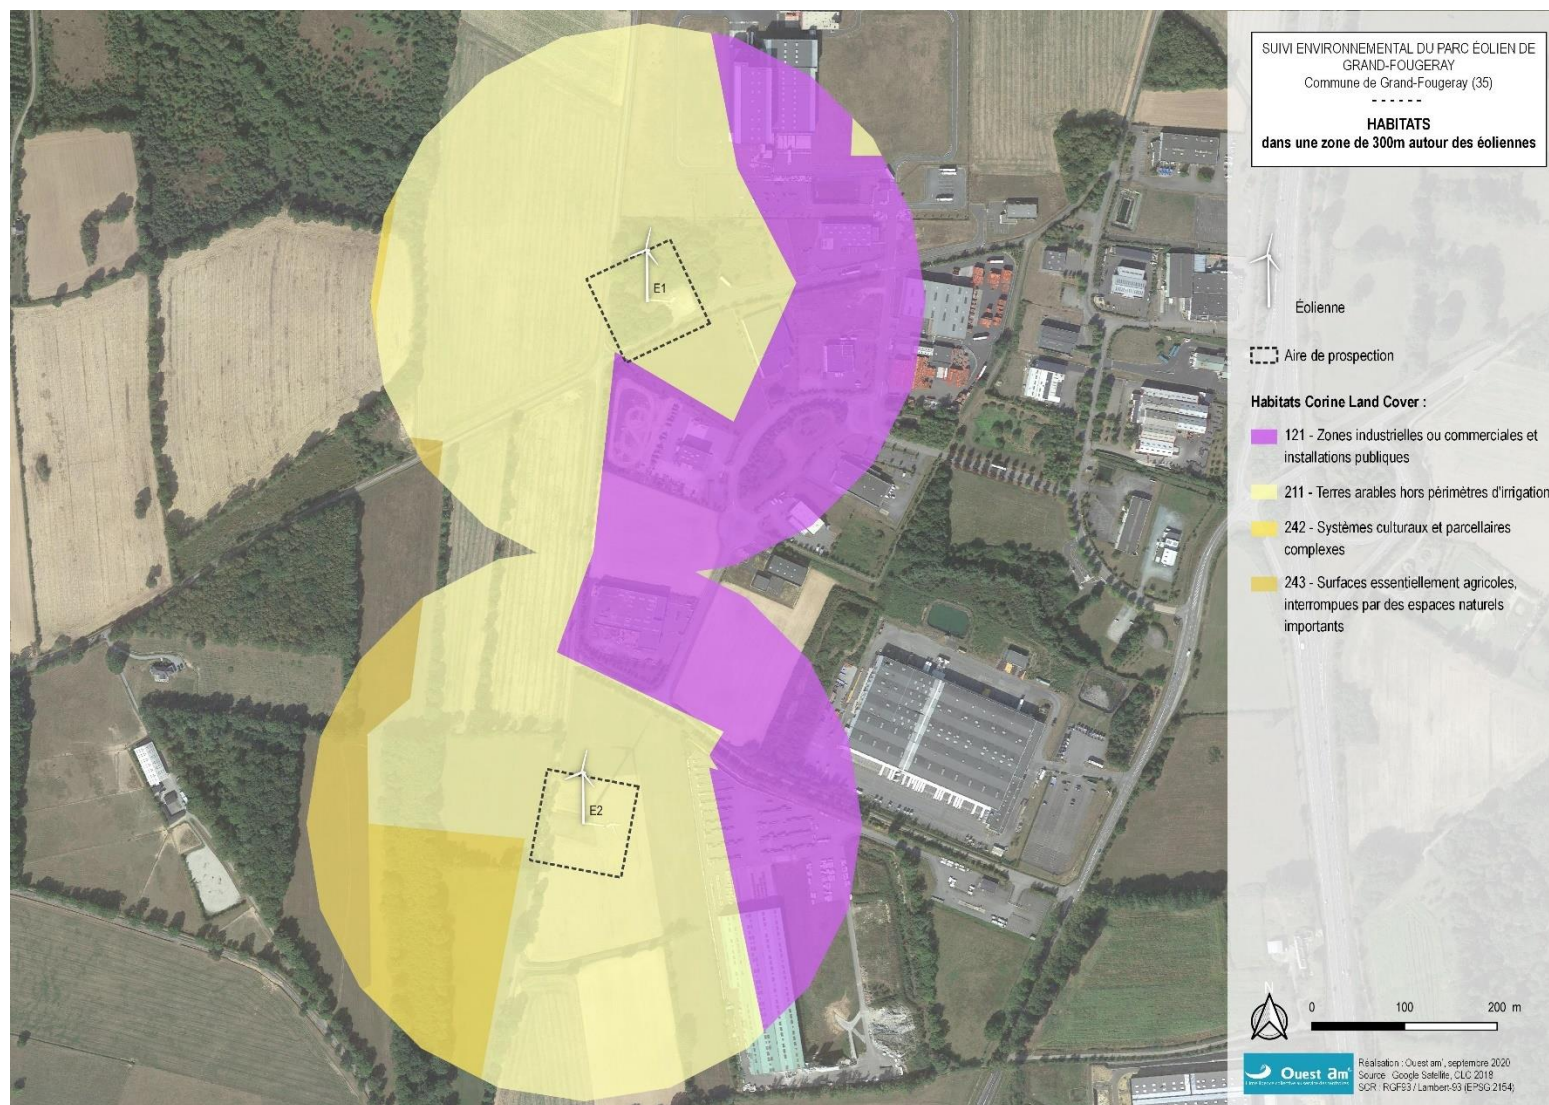 SUIVI ENVIRONNEMENTAL DU PARC ÉOLIEN DE
GRAND-FOUGERAY
Commune de Grand-Fougeray (35)
HABITATS
dans une zone de 300m autour des éoliennes
E1
E2
Éolienne
Aire de prospection
Habitats Corine Land Cover :
121 - Zones industrielles ou commerciales et
installations publiques
211 - Terres arables hors périmètres d'irrigation
242 - Systèmes culturaux et parcellaires
complexes
243 - Surfaces essentiellement agricoles,
interrompues par des espaces naturels
importants
N
0 100 200 m
Ouest am'
Réalisation : Ouest am', septembre 2020
Source : Google Satellite, CLC 2018
SCR : RGF93 / Lambert-93 (EPSG 2154)